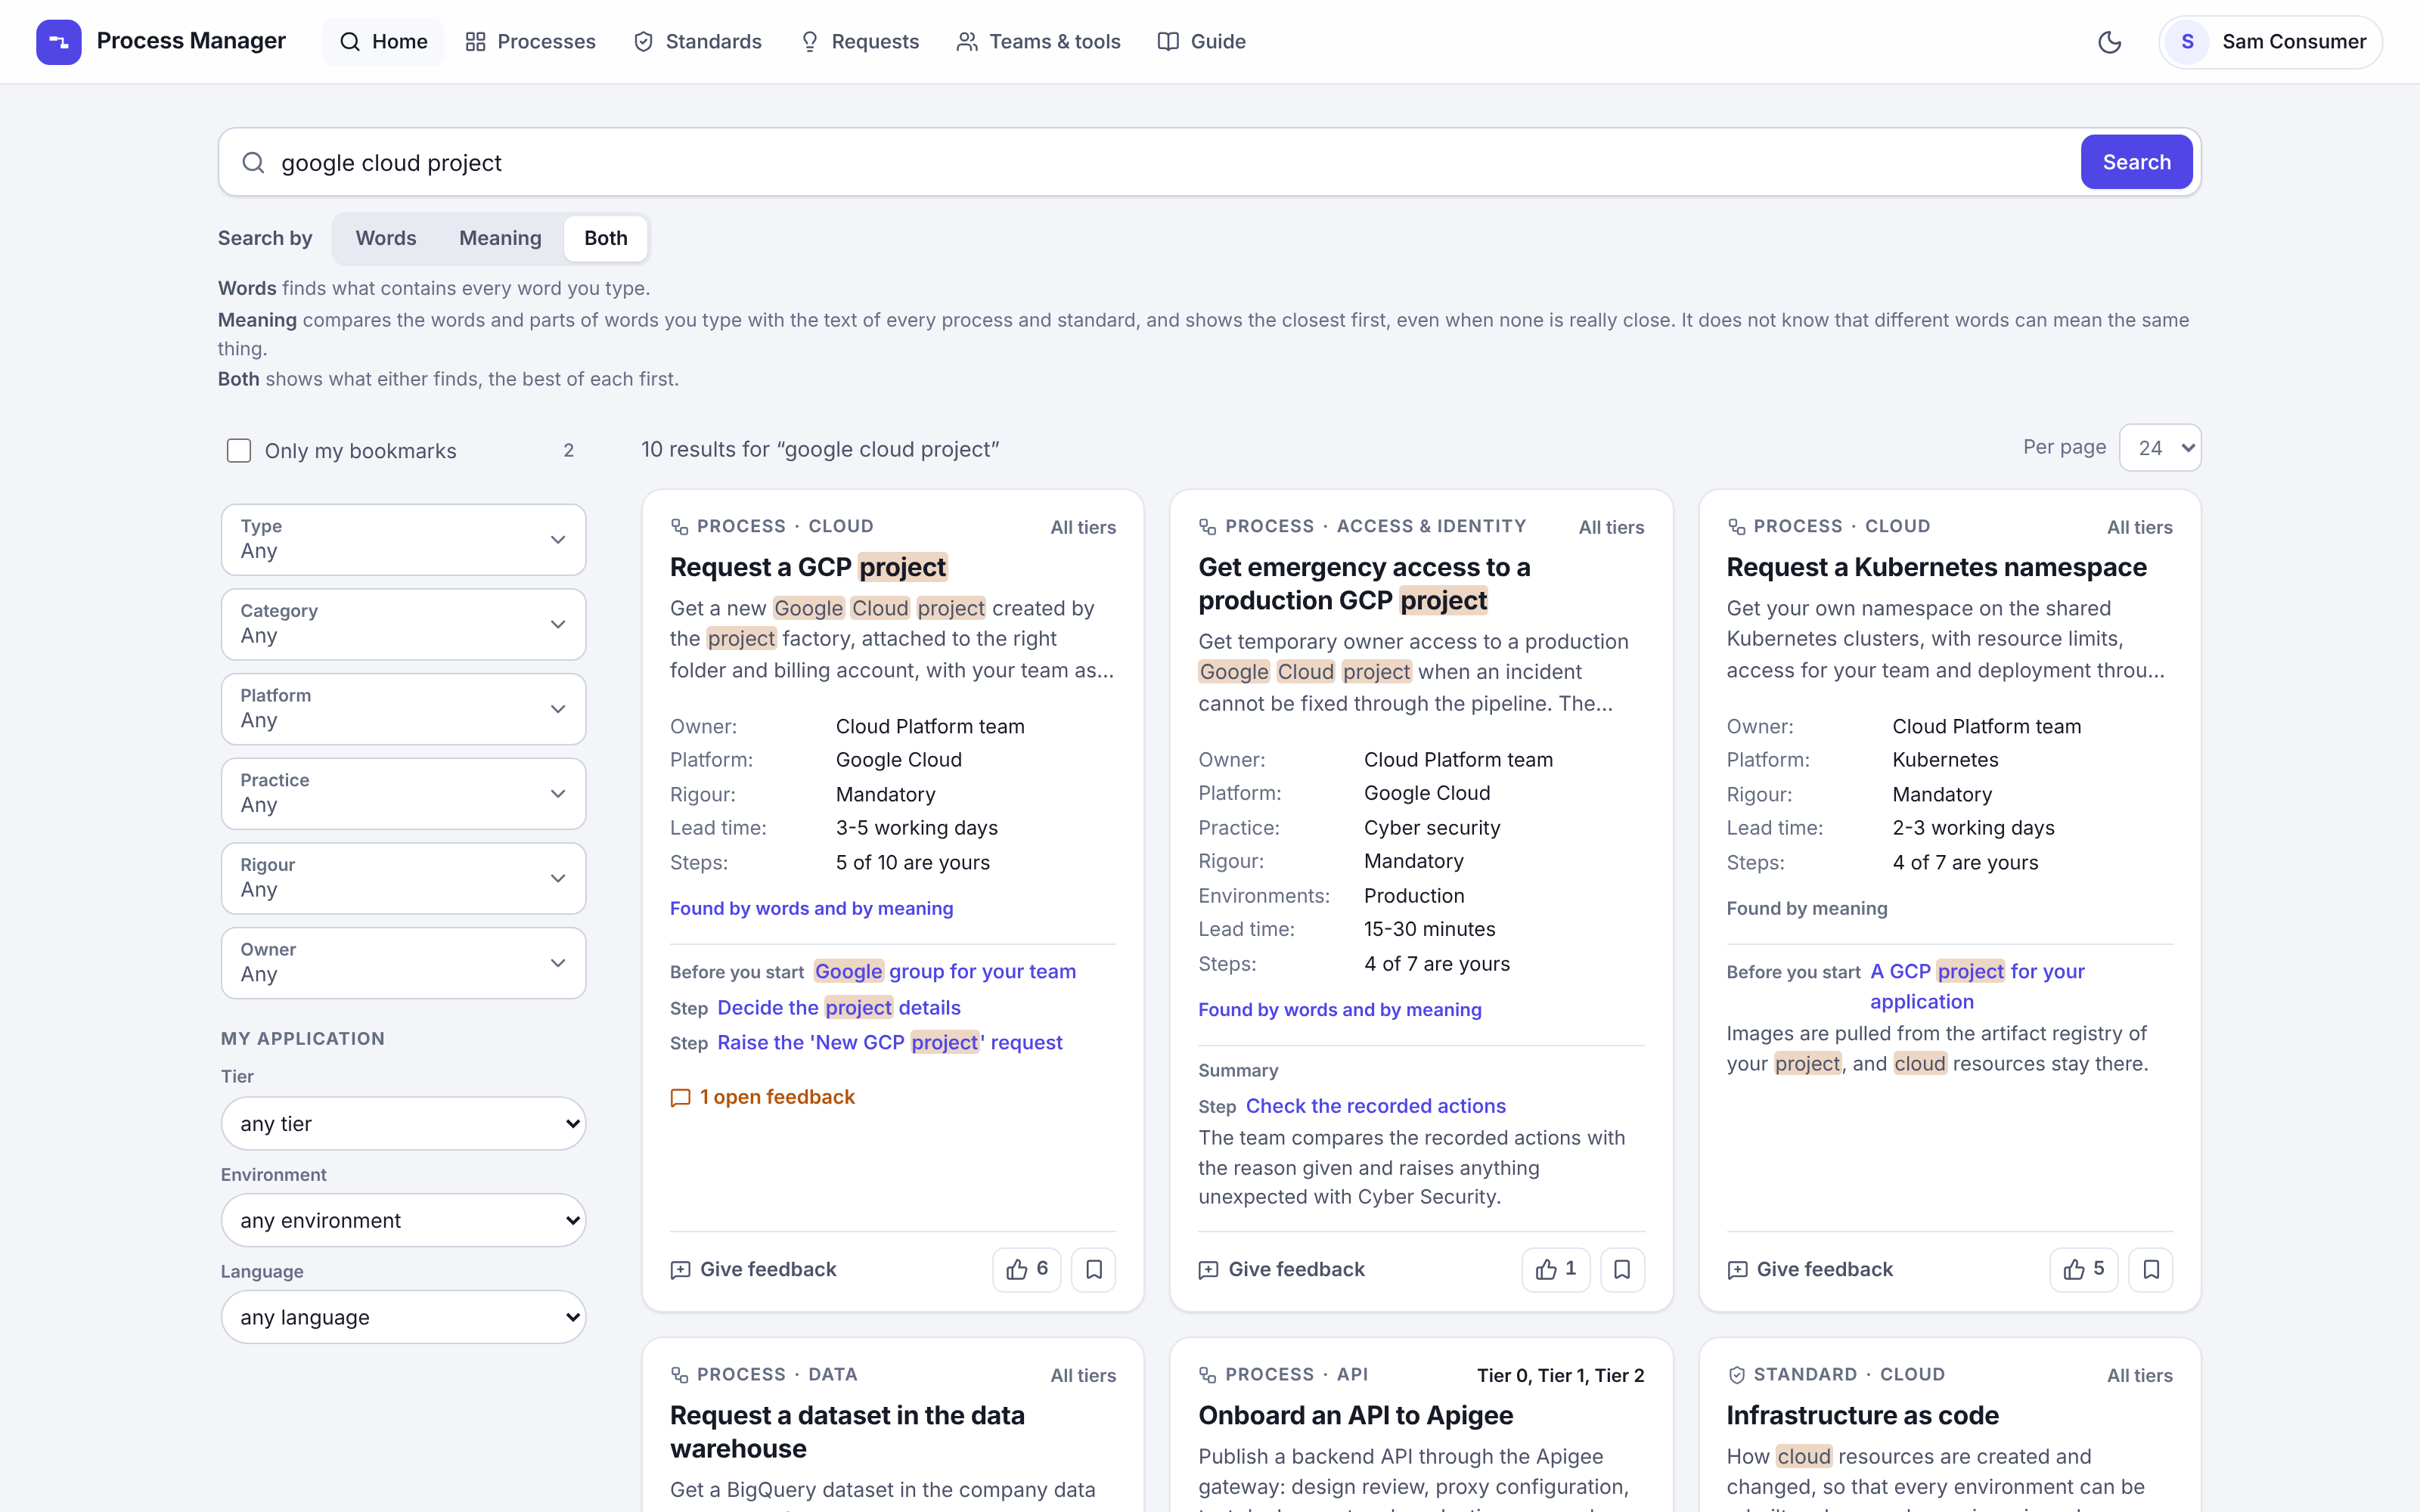 Process Manager
Home
Processes
Standards
Requests
Teams & tools
Guide
S
Sam Consumer
google cloud project
Search
Search by
Words
Meaning
Both
Words finds what contains every word you type.
Meaning compares the words and parts of words you type with the text of every process and standard, and shows the closest first, even when none is really close. It does not know that different words can mean the same
thing.
Both shows what either finds, the best of each first.
Only my bookmarks 2
Type
Any
Category
Any
Platform
Any
Practice
Any
Rigour
Any
Owner
Any
MY APPLICATION
Tier
any tier
Environment
any environment
Language
any language
10 results for “google cloud project”
Per page 24
PROCESS · CLOUD All tiers
Request a GCP project
Get a new Google Cloud project created by
the project factory, attached to the right
folder and billing account, with your team as...
Owner: Cloud Platform team
Platform: Google Cloud
Rigour: Mandatory
Lead time: 3-5 working days
Steps: 5 of 10 are yours
Found by words and by meaning
Before you start Google group for your team
Step Decide the project details
Step Raise the 'New GCP project' request
1 open feedback
Give feedback 6
PROCESS · ACCESS & IDENTITY All tiers
Get emergency access to a
production GCP project
Get temporary owner access to a production
Google Cloud project when an incident
cannot be fixed through the pipeline. The...
Owner: Cloud Platform team
Platform: Google Cloud
Practice: Cyber security
Rigour: Mandatory
Environments: Production
Lead time: 15-30 minutes
Steps: 4 of 7 are yours
Found by words and by meaning
Summary
Step Check the recorded actions
The team compares the recorded actions with
the reason given and raises anything
unexpected with Cyber Security.
Give feedback 1
PROCESS · CLOUD All tiers
Request a Kubernetes namespace
Get your own namespace on the shared
Kubernetes clusters, with resource limits,
access for your team and deployment throu...
Owner: Cloud Platform team
Platform: Kubernetes
Rigour: Mandatory
Lead time: 2-3 working days
Steps: 4 of 7 are yours
Found by meaning
Before you start A GCP project for your
application
Images are pulled from the artifact registry of
your project, and cloud resources stay there.
Give feedback 5
PROCESS · DATA All tiers
Request a dataset in the data
warehouse
Get a BigQuery dataset in the company data
PROCESS · API Tier 0, Tier 1, Tier 2
Onboard an API to Apigee
Publish a backend API through the Apigee
gateway: design review, proxy configuration,
STANDARD · CLOUD All tiers
Infrastructure as code
How cloud resources are created and
changed, so that every environment can be